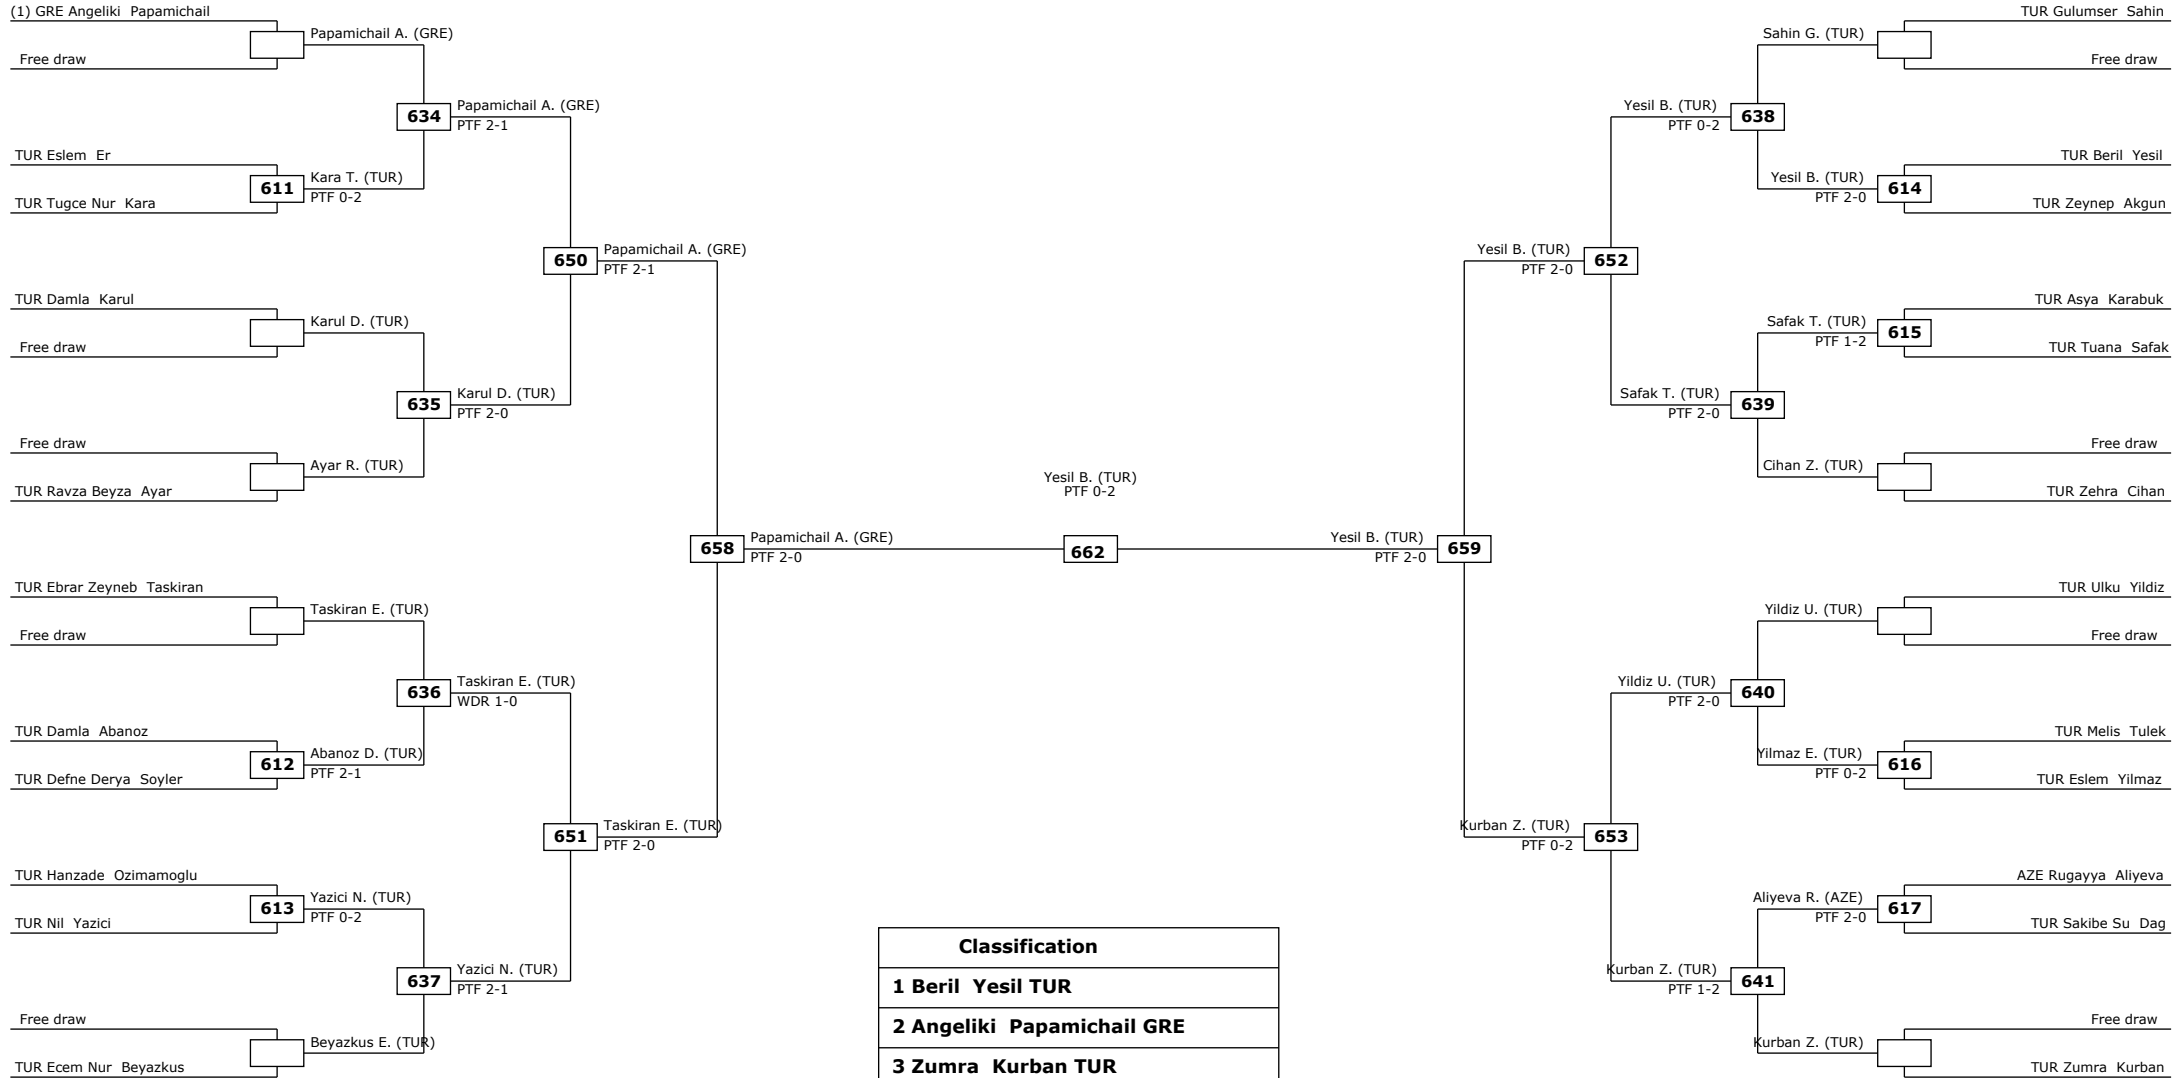 (1) GRE Angeliki Papamichail
Free draw
Papamichail A. (GRE)
634
Papamichail A. (GRE)
PTF 2-1
TUR Eslem Er
611
Kara T. (TUR)
PTF 0-2
TUR Tugce Nur Kara
650
Papamichail A. (GRE)
PTF 2-1
TUR Damla Karul
Free draw
Karul D. (TUR)
635
Karul D. (TUR)
PTF 2-0
Free draw
Ayar R. (TUR)
TUR Ravza Beyza Ayar
658
Papamichail A. (GRE)
PTF 2-0
TUR Ebrar Zeyneb Taskiran
Free draw
Taskiran E. (TUR)
636
Taskiran E. (TUR)
WDR 1-0
TUR Damla Abanoz
612
Abanoz D. (TUR)
PTF 2-1
TUR Defne Derya Soyler
651
Taskiran E. (TUR)
PTF 2-0
TUR Hanzade Ozimamoglu
613
Yazici N. (TUR)
PTF 0-2
TUR Nil Yazici
637
Yazici N. (TUR)
PTF 2-1
Free draw
Beyazkus E. (TUR)
TUR Ecem Nur Beyazkus
Yesil B. (TUR)
PTF 0-2
662
TUR Gulumser Sahin
Sahin G. (TUR)
Free draw
Yesil B. (TUR)
PTF 0-2
638
TUR Beril Yesil
Yesil B. (TUR)
PTF 2-0
614
TUR Zeynep Akgun
Yesil B. (TUR)
PTF 2-0
652
TUR Asya Karabuk
Safak T. (TUR)
PTF 1-2
615
TUR Tuana Safak
Safak T. (TUR)
PTF 2-0
639
Free draw
Cihan Z. (TUR)
TUR Zehra Cihan
Yesil B. (TUR)
PTF 2-0
659
TUR Ulku Yildiz
Yildiz U. (TUR)
Free draw
Yildiz U. (TUR)
PTF 2-0
640
TUR Melis Tulek
Yilmaz E. (TUR)
PTF 0-2
616
TUR Eslem Yilmaz
Kurban Z. (TUR)
PTF 0-2
653
AZE Rugayya Aliyeva
Aliyeva R. (AZE)
PTF 2-0
617
TUR Sakibe Su Dag
Kurban Z. (TUR)
PTF 1-2
641
Free draw
Kurban Z. (TUR)
TUR Zumra Kurban
Classification
1 Beril Yesil TUR
2 Angeliki Papamichail GRE
3 Zumra Kurban TUR